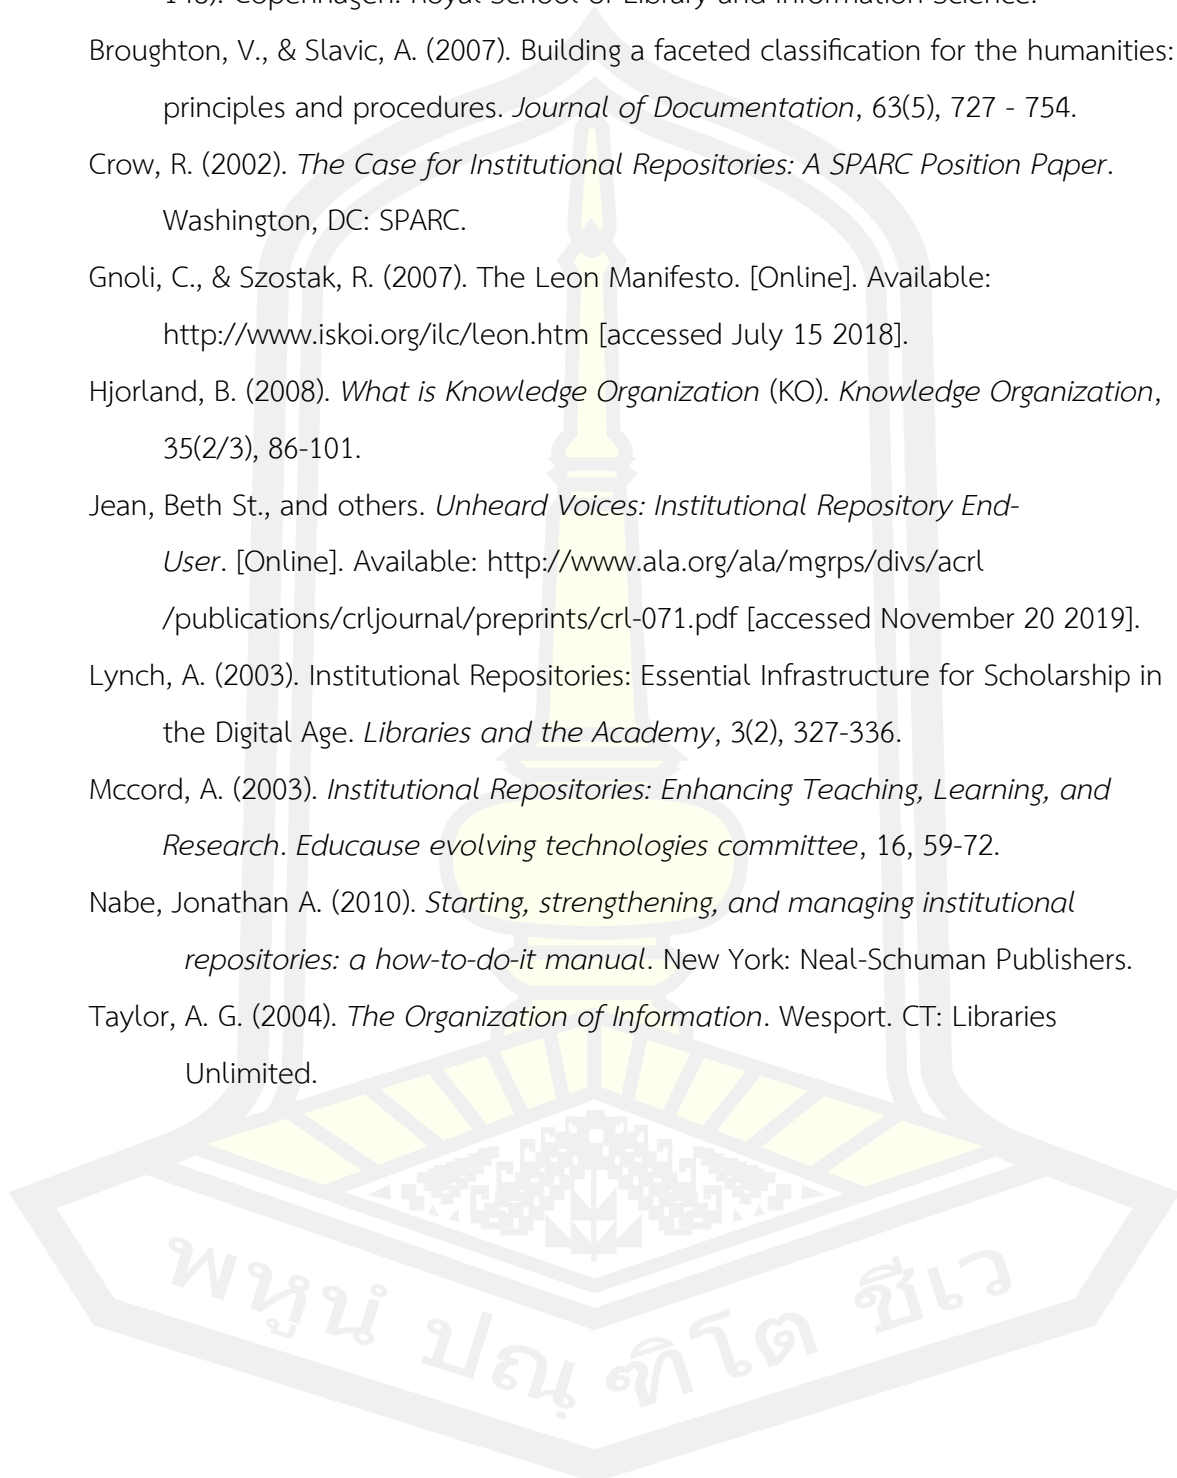 148). Copenhagen: Royal School of Library and Information Science.
Broughton, V., & Slavic, A. (2007). Building a faceted classification for the humanities:
principles and procedures. Journal of Documentation, 63(5), 727 - 754.
Crow, R. (2002). The Case for Institutional Repositories: A SPARC Position Paper.
Washington, DC: SPARC.
Gnoli, C., & Szostak, R. (2007). The Leon Manifesto. [Online]. Available:
http://www.iskoi.org/ilc/leon.htm [accessed July 15 2018].
Hjorland, B. (2008). What is Knowledge Organization (KO). Knowledge Organization,
35(2/3), 86-101.
Jean, Beth St., and others. Unheard Voices: Institutional Repository End-
User. [Online]. Available: http://www.ala.org/ala/mgrps/divs/acrl
/publications/crljournal/preprints/crl-071.pdf [accessed November 20 2019].
Lynch, A. (2003). Institutional Repositories: Essential Infrastructure for Scholarship in
the Digital Age. Libraries and the Academy, 3(2), 327-336.
Mccord, A. (2003). Institutional Repositories: Enhancing Teaching, Learning, and
Research. Educause evolving technologies committee, 16, 59-72.
Nabe, Jonathan A. (2010). Starting, strengthening, and managing institutional
repositories: a how-to-do-it manual. New York: Neal-Schuman Publishers.
Taylor, A. G. (2004). The Organization of Information. Wesport. CT: Libraries
Unlimited.
พหูนํ ปณฺ ฑิโต ชีเว